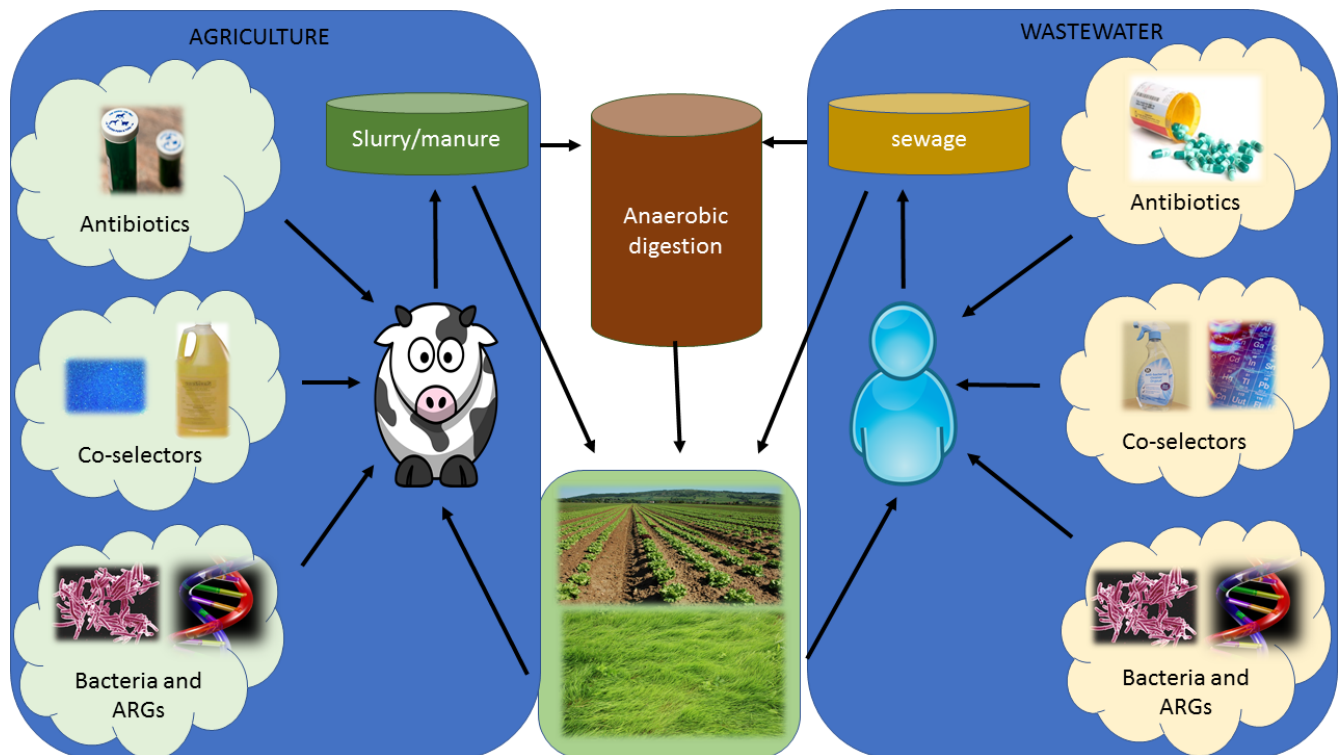 AGRICULTURE
WASTEWATER
Antibiotics
Slurry/manure
Anaerobic
digestion
sewage
Antibiotics
Co-selectors
Co-selectors
Bacteria and
ARGs
Bacteria and
ARGs